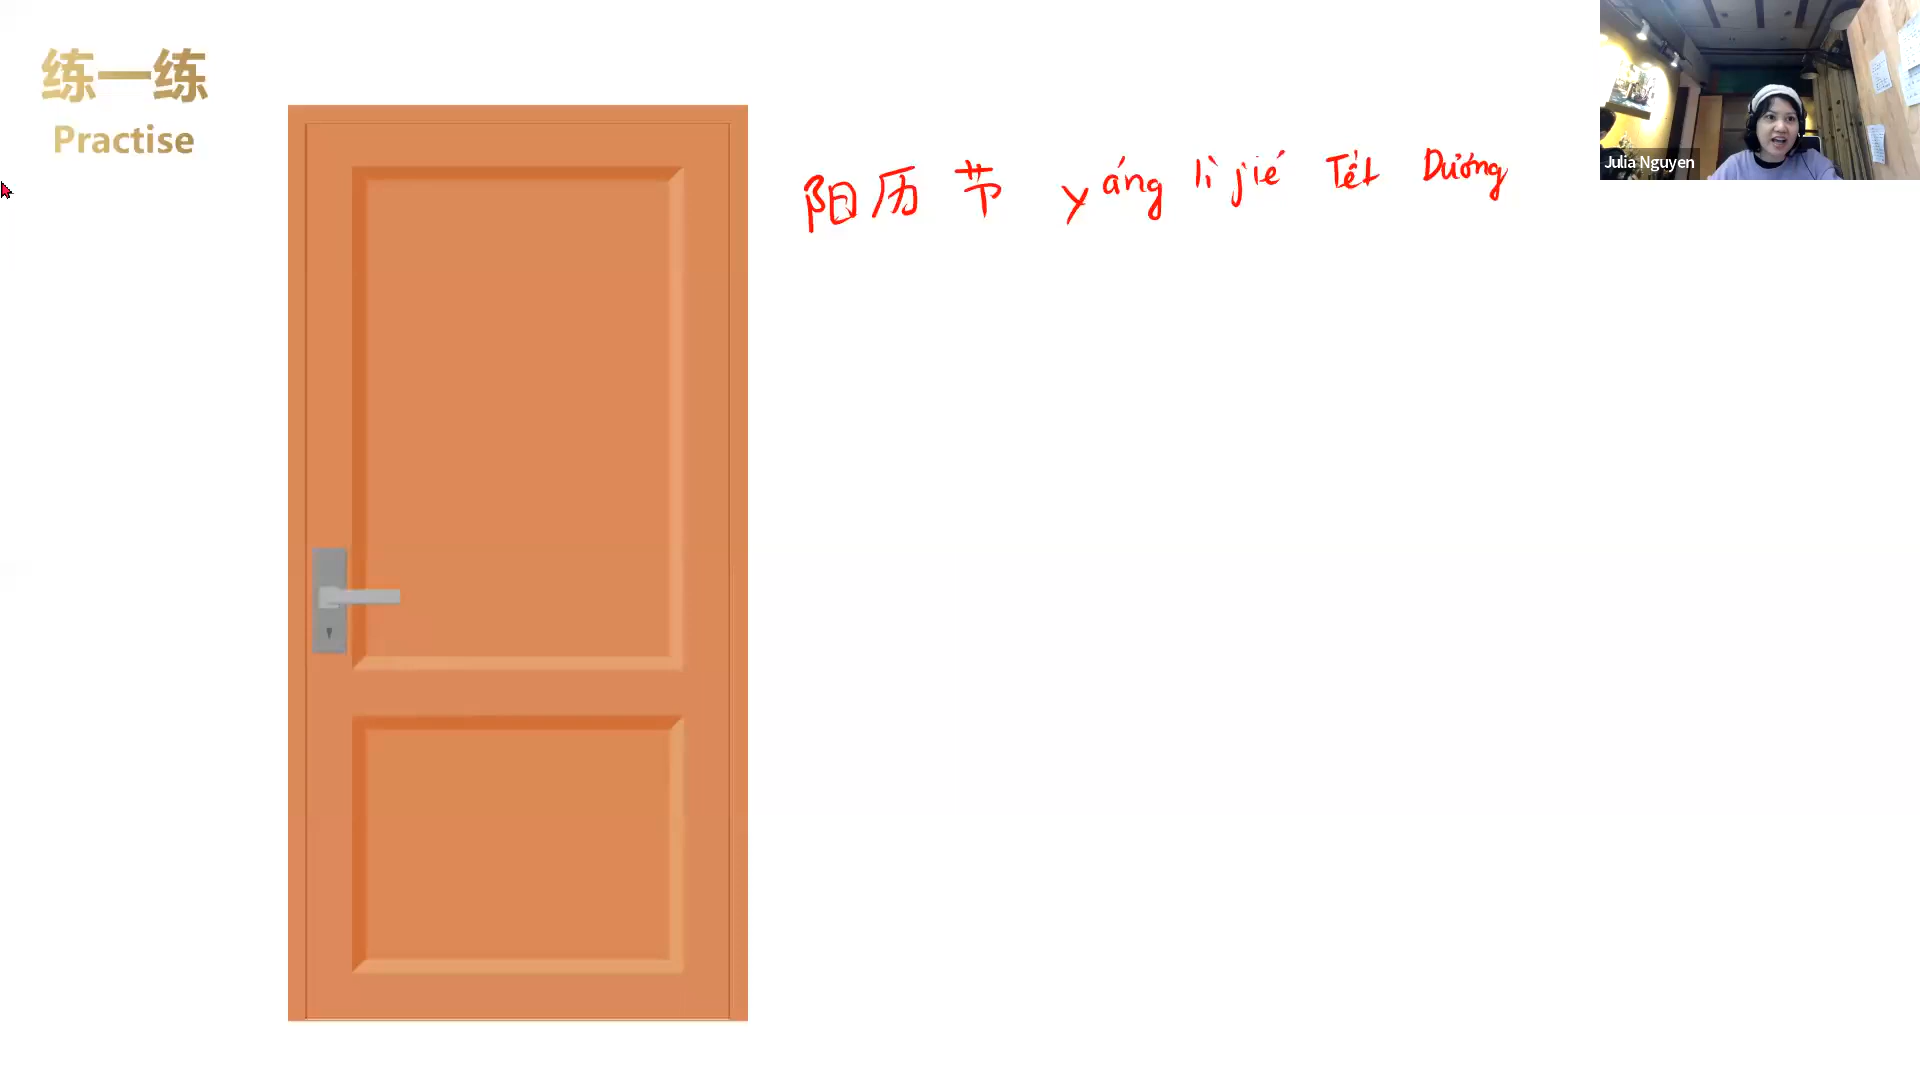 练一练
Practise
阳历节 yáng lì jié Tết Dương
Julia Nguyen